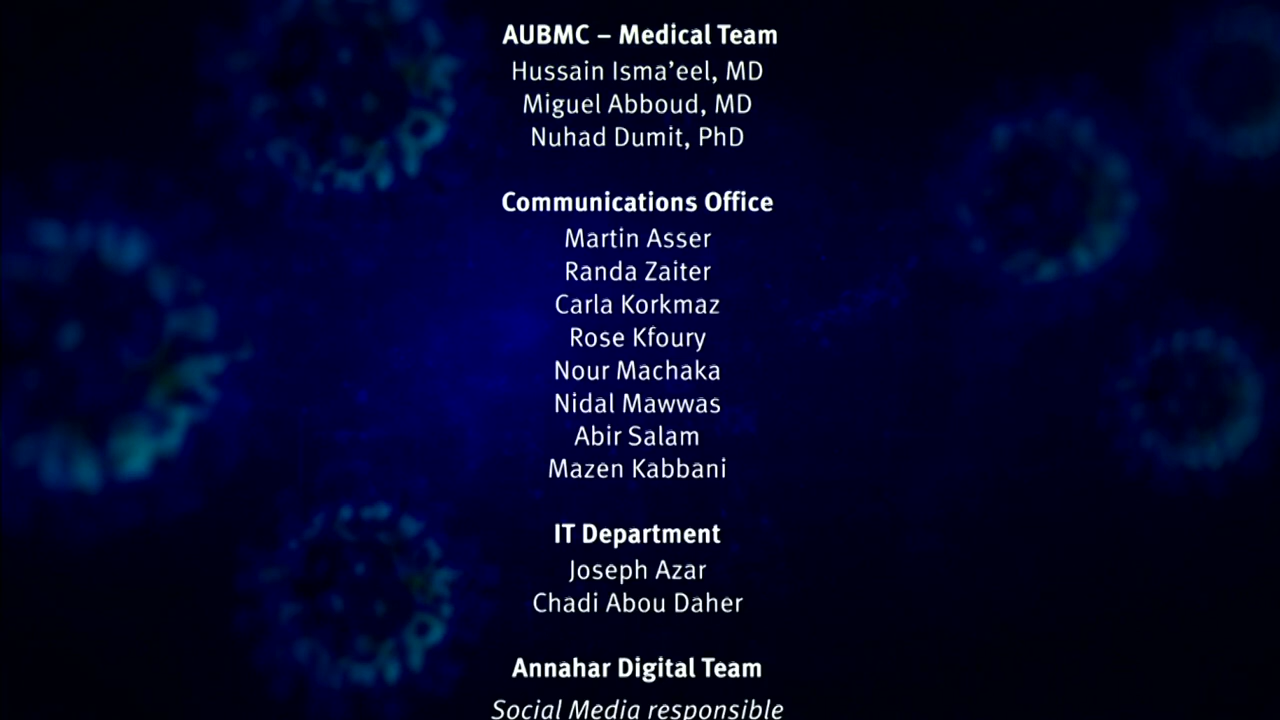 AUBMC – Medical Team
Hussain Isma’eel, MD
Miguel Abboud, MD
Nuhad Dumit, PhD
Communications Office
Martin Asser
Randa Zaiter
Carla Korkmaz
Rose Kfoury
Nour Machaka
Nidal Mawwas
Abir Salam
Mazen Kabbani
IT Department
Joseph Azar
Chadi Abou Daher
Annahar Digital Team
Social Media responsible